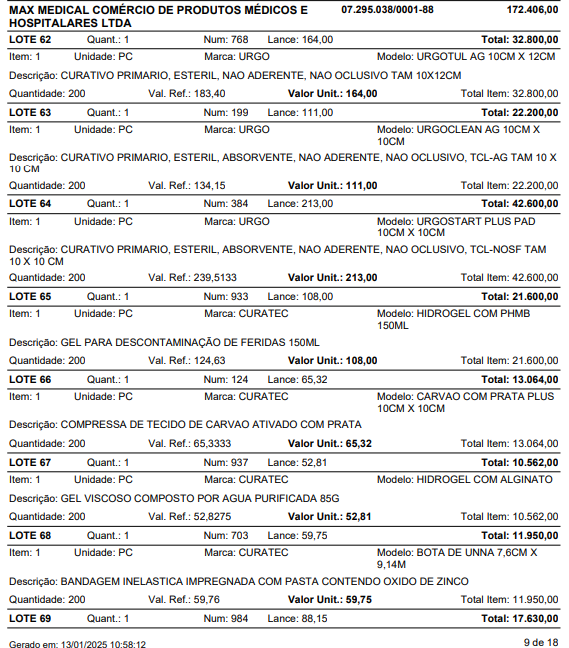 MAX MEDICAL COMÉRCIO DE PRODUTOS MÉDICOS E HOSPITALARES LTDA 07.295.038/0001-88 172.406,00
LOTE 62 Quant.: 1 Num: 768 Lance: 164,00 Total: 32.800,00
Item: 1 Unidade: PC Marca: URGO Modelo: URGOTUL AG 10CM X 12CM
Descrição: CURATIVO PRIMARIO, ESTERIL, NAO ADERENTE, NAO OCLUSIVO TAM 10X12CM
Quantidade: 200 Val. Ref.: 183,40 Valor Unit.: 164,00 Total Item: 32.800,00
LOTE 63 Quant.: 1 Num: 199 Lance: 111,00 Total: 22.200,00
Item: 1 Unidade: PC Marca: URGO Modelo: URGOCLEAN AG 10CM X
10CM
Descrição: CURATIVO PRIMARIO, ESTERIL, ABSORVENTE, NAO ADERENTE, NAO OCLUSIVO, TCL-AG TAM 10 X
10 CM
Quantidade: 200 Val. Ref.: 134,15 Valor Unit.: 111,00 Total Item: 22.200,00
LOTE 64 Quant.: 1 Num: 384 Lance: 213,00 Total: 42.600,00
Item: 1 Unidade: PC Marca: URGO Modelo: URGOSTART PLUS PAD
10CM X 10CM
Descrição: CURATIVO PRIMARIO, ESTERIL, ABSORVENTE, NAO ADERENTE, NAO OCLUSIVO, TCL-NOSF TAM
10 X 10 CM
Quantidade: 200 Val. Ref.: 239,5133 Valor Unit.: 213,00 Total Item: 42.600,00
LOTE 65 Quant.: 1 Num: 933 Lance: 108,00 Total: 21.600,00
Item: 1 Unidade: PC Marca: CURATEC Modelo: HIDROGEL COM PHMB
150ML
Descrição: GEL PARA DESCONTAMINAÇÃO DE FERIDAS 150ML
Quantidade: 200 Val. Ref.: 124,63 Valor Unit.: 108,00 Total Item: 21.600,00
LOTE 66 Quant.: 1 Num: 124 Lance: 65,32 Total: 13.064,00
Item: 1 Unidade: PC Marca: CURATEC Modelo: CARVAO COM PRATA PLUS
10CM X 10CM
Descrição: COMPRESSA DE TECIDO DE CARVAO ATIVADO COM PRATA
Quantidade: 200 Val. Ref.: 65,3333 Valor Unit.: 65,32 Total Item: 13.064,00
LOTE 67 Quant.: 1 Num: 937 Lance: 52,81 Total: 10.562,00
Item: 1 Unidade: PC Marca: CURATEC Modelo: HIDROGEL COM ALGINATO
Descrição: GEL VISCOSO COMPOSTO POR AGUA PURIFICADA 85G
Quantidade: 200 Val. Ref.: 52,8275 Valor Unit.: 52,81 Total Item: 10.562,00
LOTE 68 Quant.: 1 Num: 703 Lance: 59,75 Total: 11.950,00
Item: 1 Unidade: PC Marca: CURATEC Modelo: BOTA DE UNNA 7,6CM X
9,14M
Descrição: BANDAGEM INELASTICA IMPREGNADA COM PASTA CONTENDO OXIDO DE ZINCO
Quantidade: 200 Val. Ref.: 59,76 Valor Unit.: 59,75 Total Item: 11.950,00
LOTE 69 Quant.: 1 Num: 984 Lance: 88,15 Total: 17.630,00
Gerado em: 13/01/2025 10:58:12 9 de 18